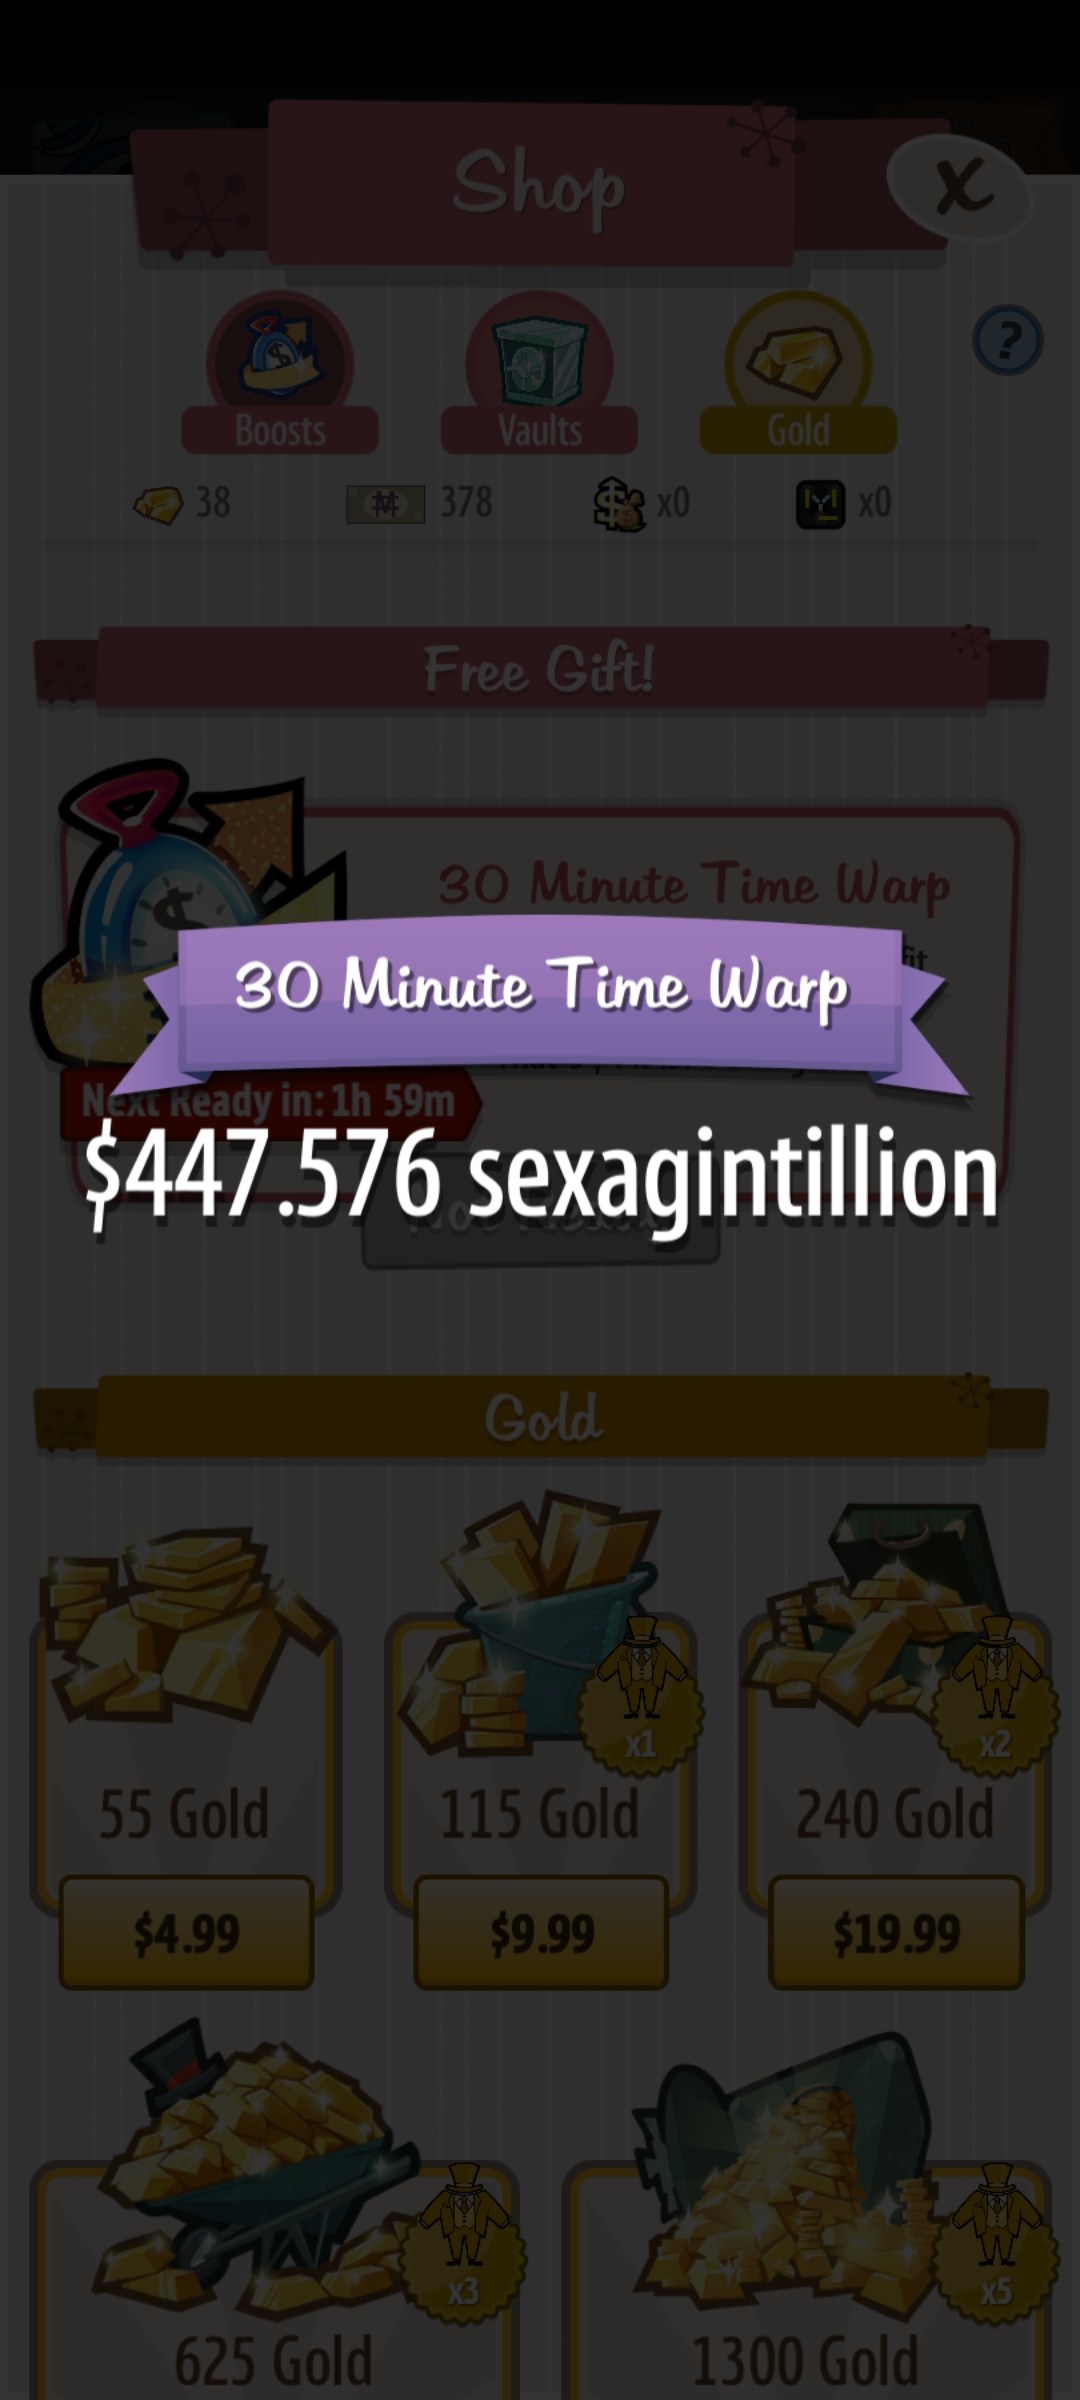 Shop
X
?
Boosts
Vaults
Gold
38
378
x0
x0
Free Gift!
30 Minute Time Warp
30 Minute Time Warp
Next Ready in: 1h 59m
$447.576 sexagintillion
Not Ready
Gold
x1
x2
55 Gold
115 Gold
240 Gold
$4.99
$9.99
$19.99
x3
x5
625 Gold
1300 Gold